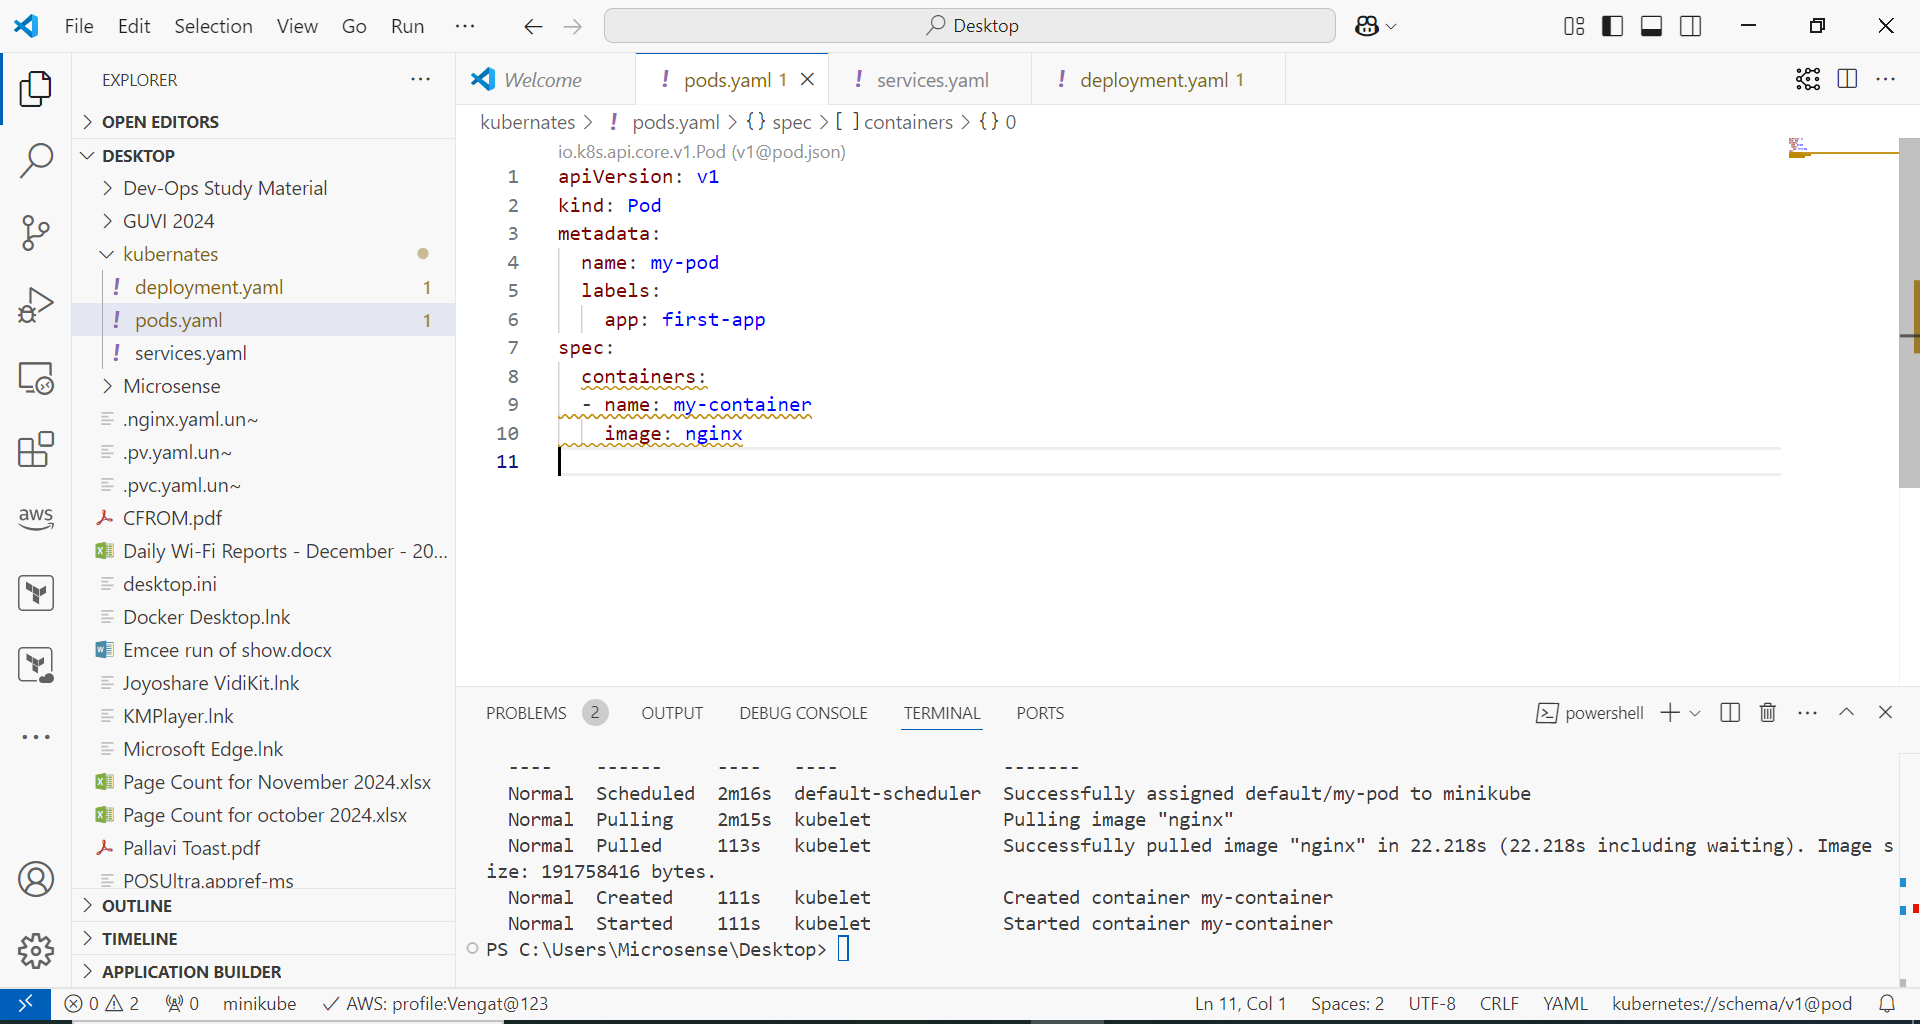 File Edit Selection View Go Run ···
Desktop
EXPLORER ···
OPEN EDITORS
DESKTOP
Dev-Ops Study Material
GUVI 2024
kubernates
! deployment.yaml 1
! pods.yaml 1
! services.yaml
Microsense
.nginx.yaml.un~
.pv.yaml.un~
.pvc.yaml.un~
CFROM.pdf
Daily Wi-Fi Reports - December - 20...
desktop.ini
Docker Desktop.lnk
Emcee run of show.docx
Joyoshare VidiKit.lnk
KMPlayer.lnk
Microsoft Edge.lnk
Page Count for November 2024.xlsx
Page Count for october 2024.xlsx
Pallavi Toast.pdf
POSUltra.appref-ms
OUTLINE
TIMELINE
APPLICATION BUILDER
aws
Welcome
! pods.yaml 1
! services.yaml
! deployment.yaml 1
kubernates > ! pods.yaml > {} spec > [ ] containers > {} 0
io.k8s.api.core.v1.Pod (v1@pod.json)
1 apiVersion: v1
2 kind: Pod
3 metadata:
4 name: my-pod
5 labels:
6 app: first-app
7 spec:
8 containers:
9 - name: my-container
10 image: nginx
11
PROBLEMS 2 OUTPUT DEBUG CONSOLE TERMINAL PORTS
powershell
---- ------ ---- ---- -------
Normal Scheduled 2m16s default-scheduler Successfully assigned default/my-pod to minikube
Normal Pulling 2m15s kubelet Pulling image "nginx"
Normal Pulled 113s kubelet Successfully pulled image "nginx" in 22.218s (22.218s including waiting). Image s
ize: 191758416 bytes.
Normal Created 111s kubelet Created container my-container
Normal Started 111s kubelet Started container my-container
PS C:\Users\Microsense\Desktop>
0 2 0 minikube AWS: profile:Vengat@123
Ln 11, Col 1 Spaces: 2 UTF-8 CRLF YAML kubernetes://schema/v1@pod